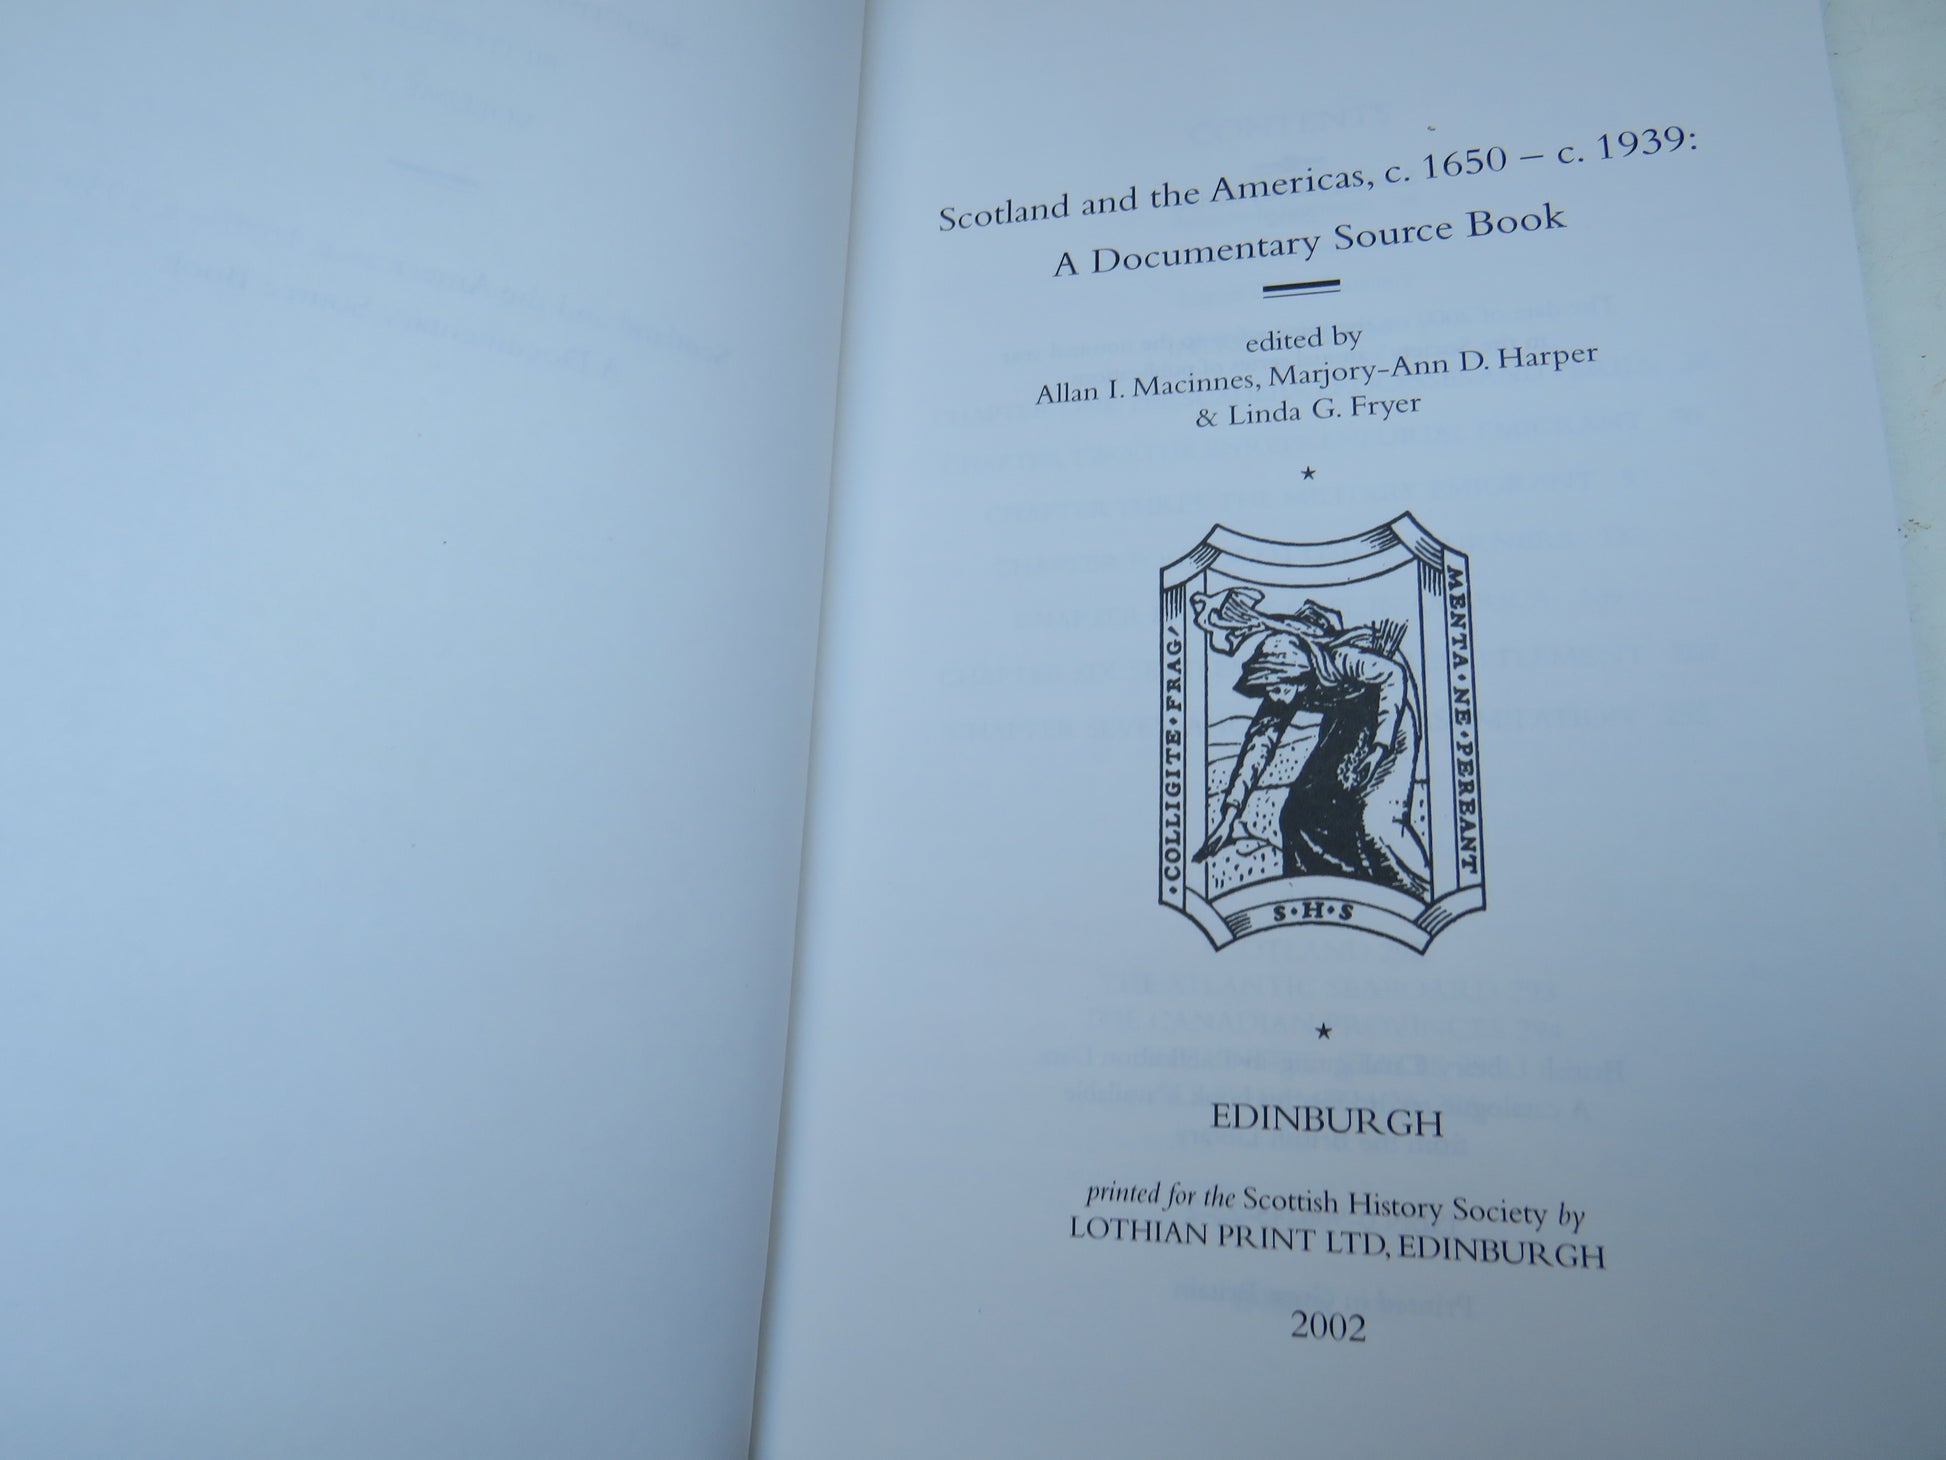 Scotland and the Americas, c. 1650 – c. 1939:
A Documentary Source Book
edited by
Allan I. Macinnes, Marjory-Ann D. Harper
& Linda G. Fryer
★
·COLLIGITE·FRAG/
MENTA·NE·PEREANT
S·H·S
★
EDINBURGH
printed for the Scottish History Society by
LOTHIAN PRINT LTD, EDINBURGH
2002